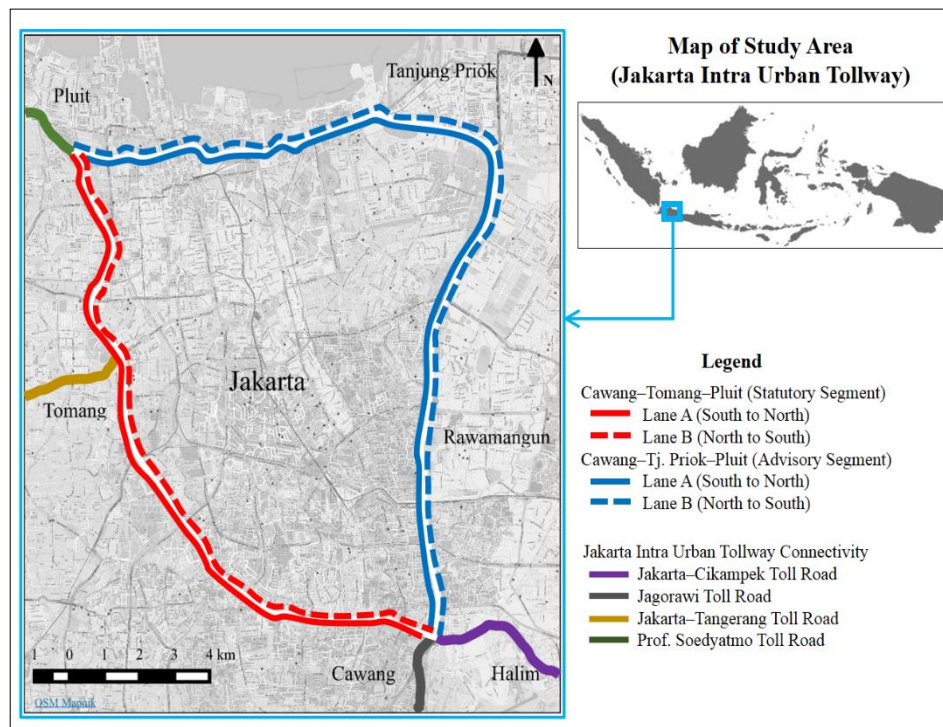 Map of Study Area
(Jakarta Intra Urban Tollway)
N
Tanjung Priok
Pluit
Jakarta
Tomang
Rawamangun
Cawang
Halim
1 0 2 3 4 km
OSM Mapnik
Legend
Cawang–Tomang–Pluit (Statutory Segment)
Lane A (South to North)
Lane B (North to South)
Cawang–Tj. Priok–Pluit (Advisory Segment)
Lane A (South to North)
Lane B (North to South)
Jakarta Intra Urban Tollway Connectivity
Jakarta–Cikampek Toll Road
Jagorawi Toll Road
Jakarta–Tangerang Toll Road
Prof. Soedyatmo Toll Road